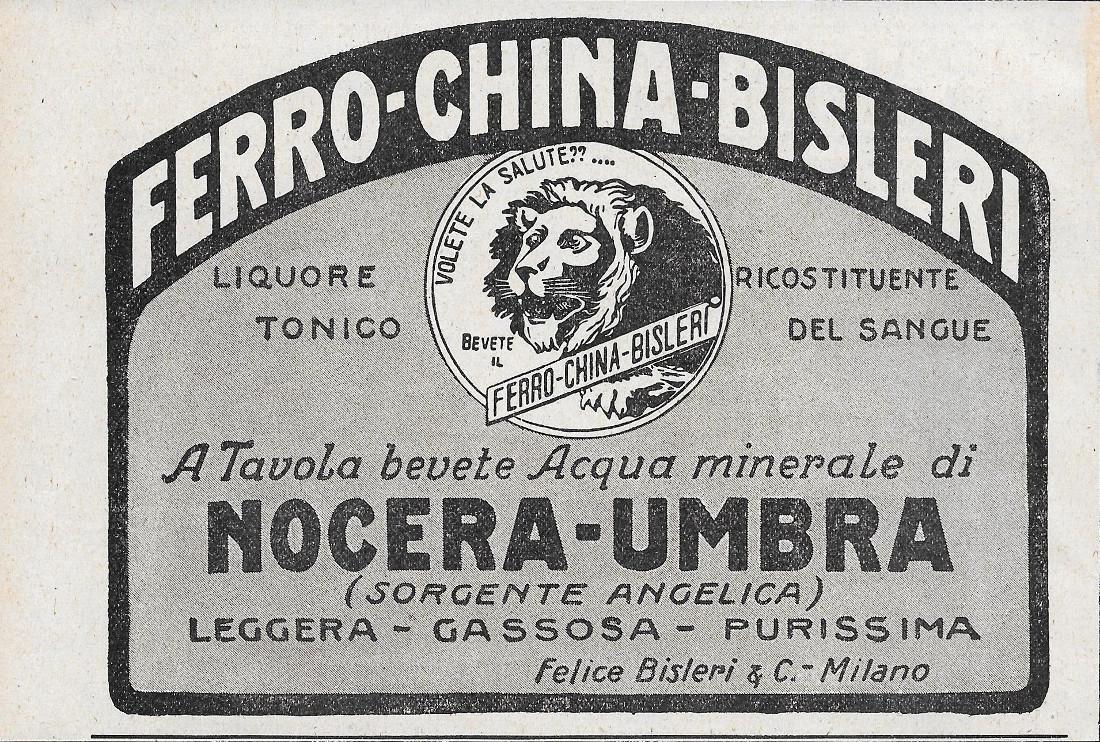 FERRO-CHINA-BISLERI
VOLETE LA SALUTE??....
LIQUORE
TONICO
RICOSTITUENTE
DEL SANGUE
BEVETE
IL
FERRO-CHINA-BISLERI
A Tavola bevete Acqua minerale di
NOCERA-UMBRA
(SORGENTE ANGELICA)
LEGGERA - GASSOSA - PURISSIMA
Felice Bisleri & C. - Milano